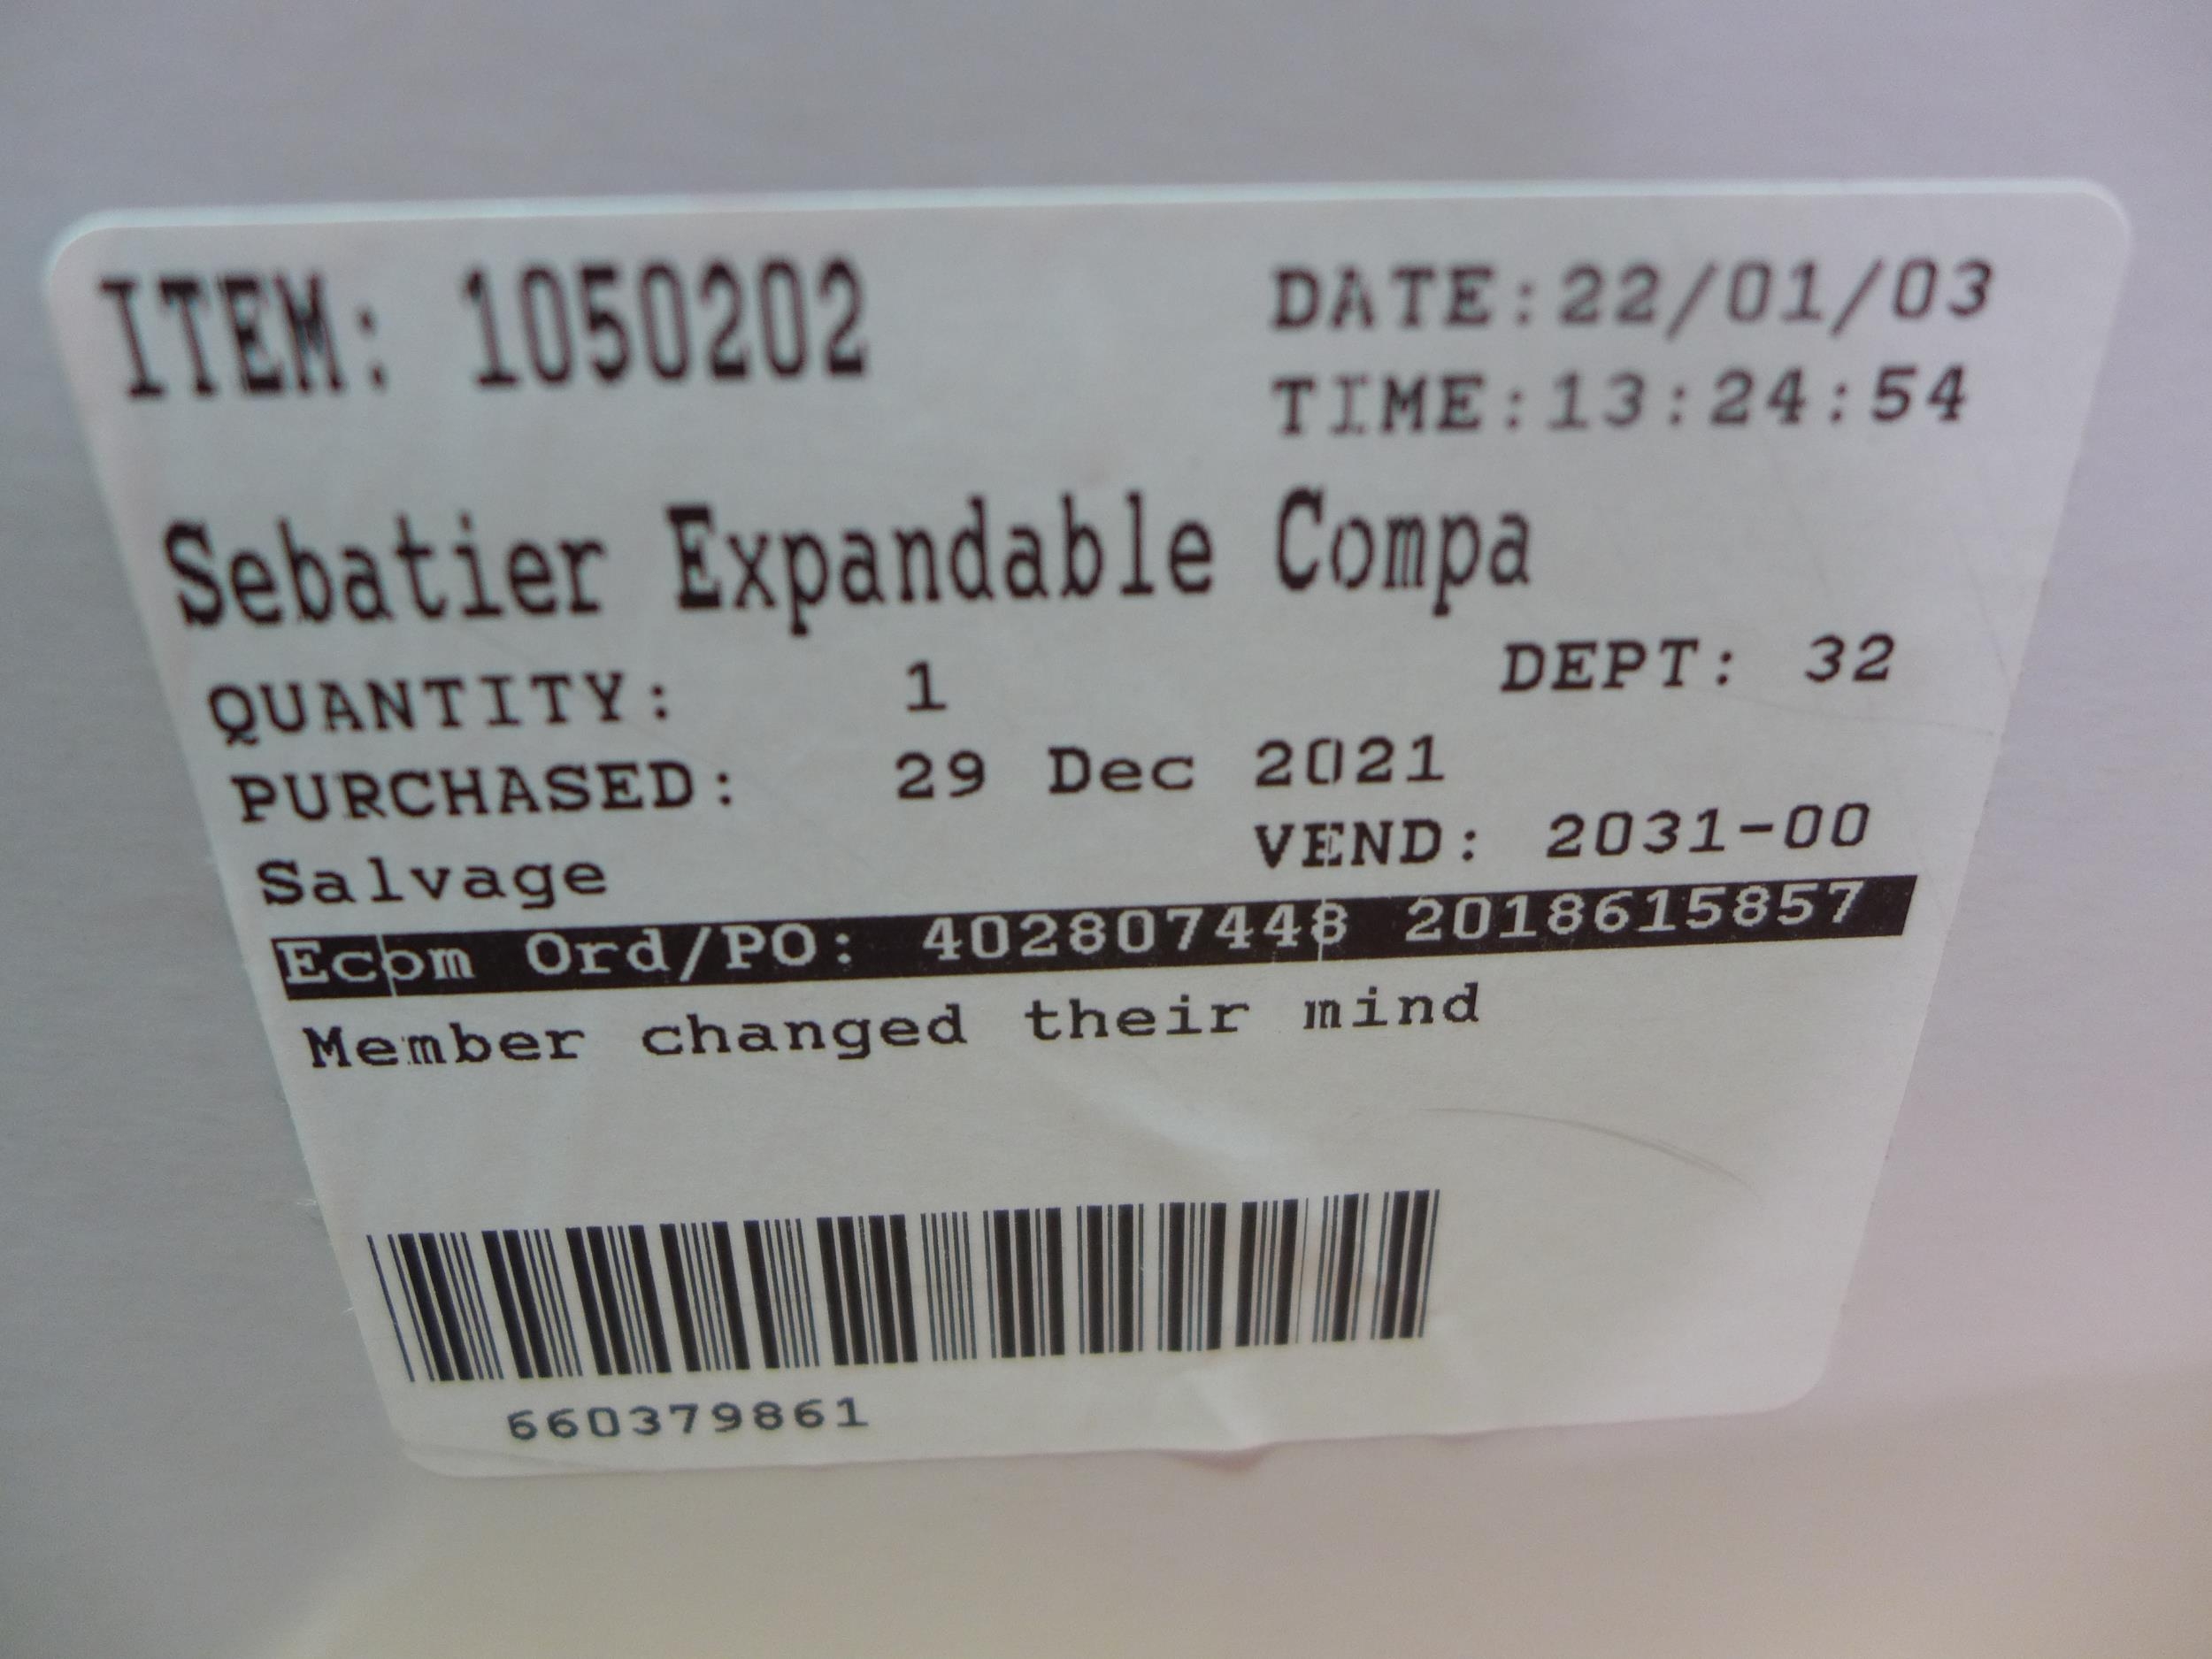 ITEM: 1050202
DATE:22/01/03
TIME:13:24:54
Sebatier Expandable Compa
QUANTITY: 1 DEPT: 32
PURCHASED: 29 Dec 2021
Salvage VEND: 2031-00
Ecom Ord/PO: 402807448 2018615857
Member changed their mind
660379861